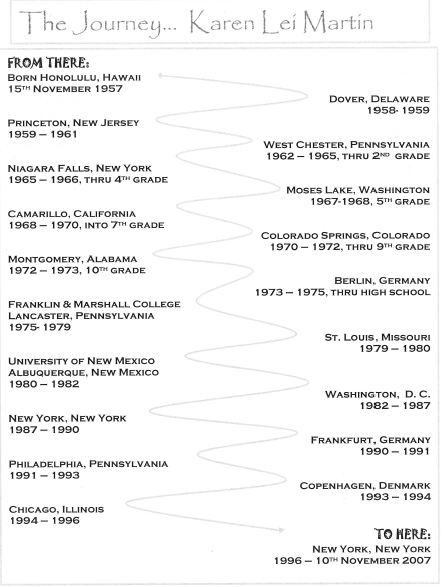 The Journey... Karen Lei Martin
FROM THERE:
BORN HONOLULU, HAWAII
15TH NOVEMBER 1957
DOVER, DELAWARE
1958- 1959
PRINCETON, NEW JERSEY
1959 – 1961
WEST CHESTER, PENNSYLVANIA
1962 – 1965, THRU 2ND GRADE
NIAGARA FALLS, NEW YORK
1965 – 1966, THRU 4TH GRADE
MOSES LAKE, WASHINGTON
1967-1968, 5TH GRADE
CAMARILLO, CALIFORNIA
1968 – 1970, INTO 7TH GRADE
COLORADO SPRINGS, COLORADO
1970 – 1972, THRU 9TH GRADE
MONTGOMERY, ALABAMA
1972 – 1973, 10TH GRADE
BERLIN, GERMANY
1973 – 1975, THRU HIGH SCHOOL
FRANKLIN & MARSHALL COLLEGE
LANCASTER, PENNSYLVANIA
1975- 1979
ST. LOUIS, MISSOURI
1979 – 1980
UNIVERSITY OF NEW MEXICO
ALBUQUERQUE, NEW MEXICO
1980 – 1982
WASHINGTON, D. C.
1982 – 1987
NEW YORK, NEW YORK
1987 – 1990
FRANKFURT, GERMANY
1990 – 1991
PHILADELPHIA, PENNSYLVANIA
1991 – 1993
COPENHAGEN, DENMARK
1993 – 1994
CHICAGO, ILLINOIS
1994 – 1996
TO HERE:
NEW YORK, NEW YORK
1996 – 10TH NOVEMBER 2007